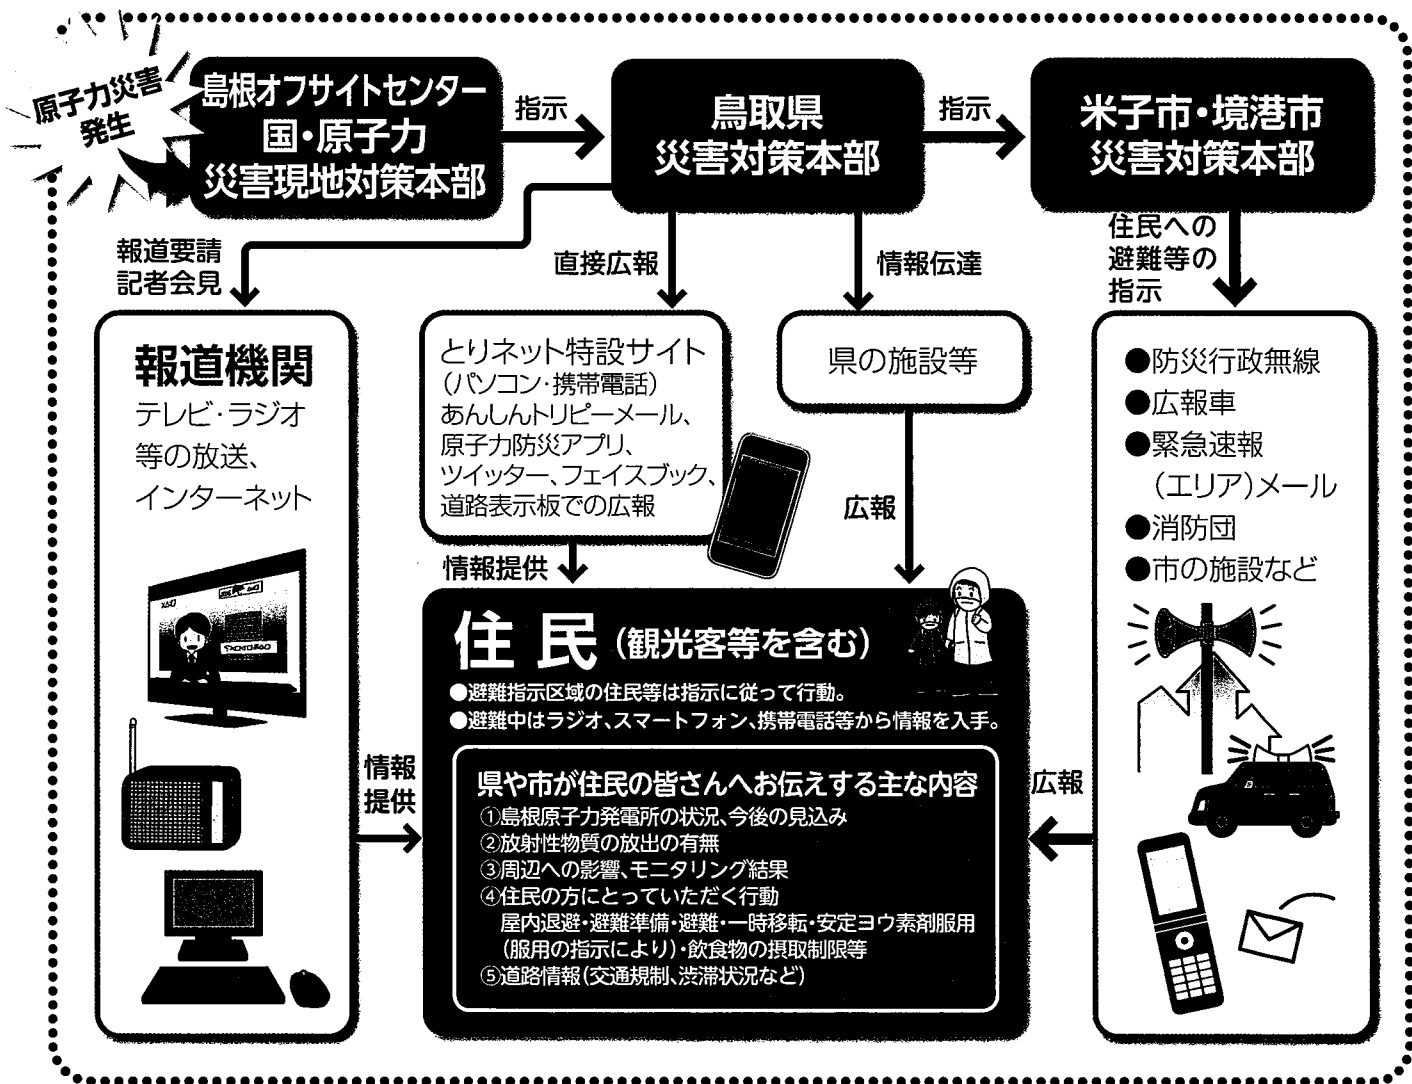 原子力災害
発生
島根オフサイトセンター
国・原子力
災害現地対策本部
指示
鳥取県
災害対策本部
指示
米子市・境港市
災害対策本部
報道要請
記者会見
直接広報
情報伝達
住民への
避難等の
指示
報道機関
テレビ・ラジオ
等の放送、
インターネット
とりネット特設サイト
（パソコン・携帯電話）
あんしんトリピーメール、
原子力防災アプリ、
ツイッター、フェイスブック、
道路表示板での広報
県の施設等
●防災行政無線
●広報車
●緊急速報
（エリア）メール
●消防団
●市の施設など
情報提供
広報
住民（観光客等を含む）
●避難指示区域の住民等は指示に従って行動。
●避難中はラジオ、スマートフォン、携帯電話等から情報を入手。
情報
提供
広報
県や市が住民の皆さんへお伝えする主な内容
①島根原子力発電所の状況、今後の見込み
②放射性物質の放出の有無
③周辺への影響、モニタリング結果
④住民の方にとっていただく行動
屋内退避・避難準備・避難・一時移転・安定ヨウ素剤服用
（服用の指示により）・飲食物の摂取制限等
⑤道路情報（交通規制、渋滞状況など）